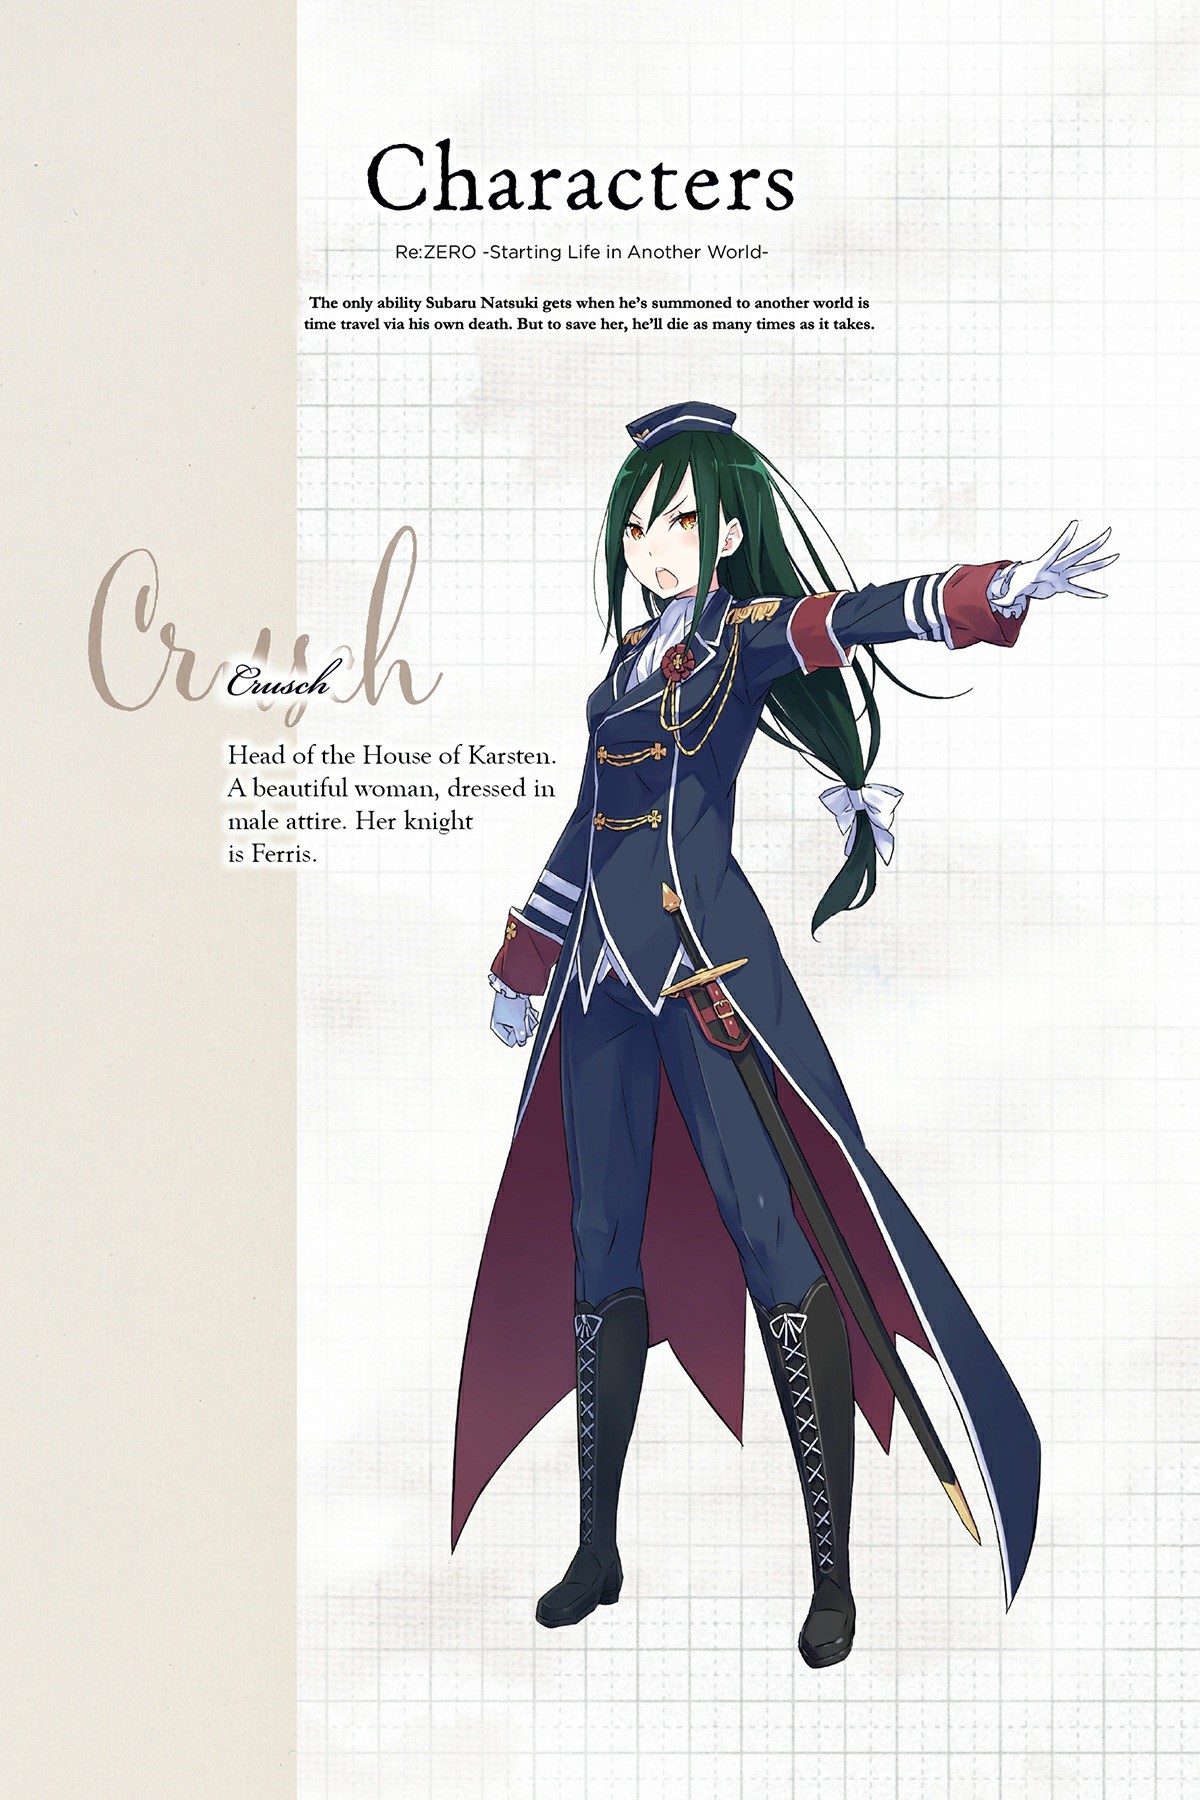 Characters
Re:ZERO -Starting Life in Another World-
The only ability Subaru Natsuki gets when he's summoned to another world is
time travel via his own death. But to save her, he'll die as many times as it takes.
Crusch
Crusch
Head of the House of Karsten.
A beautiful woman, dressed in
male attire. Her knight
is Ferris.